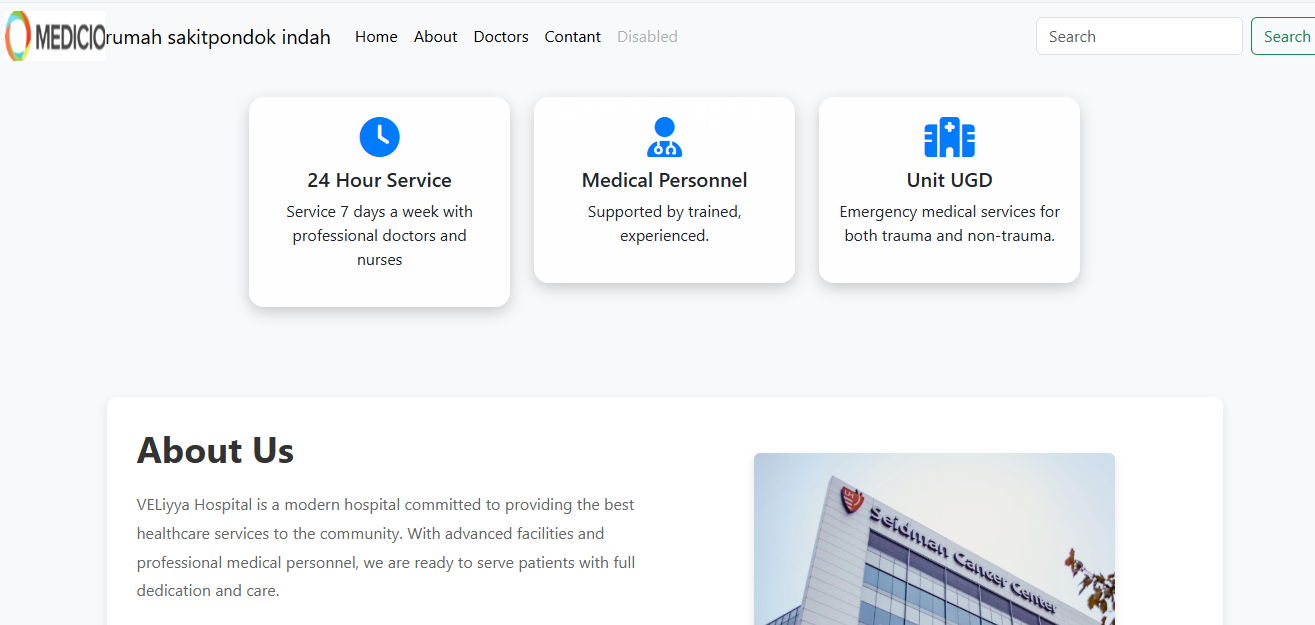 MEDICIO rumah sakitpondok indah Home About Doctors Contant Disabled Search Search
24 Hour Service
Service 7 days a week with
professional doctors and
nurses
Medical Personnel
Supported by trained,
experienced.
Unit UGD
Emergency medical services for
both trauma and non-trauma.
About Us
VELiyya Hospital is a modern hospital committed to providing the best
healthcare services to the community. With advanced facilities and
professional medical personnel, we are ready to serve patients with full
dedication and care.
Seidman Cancer Center